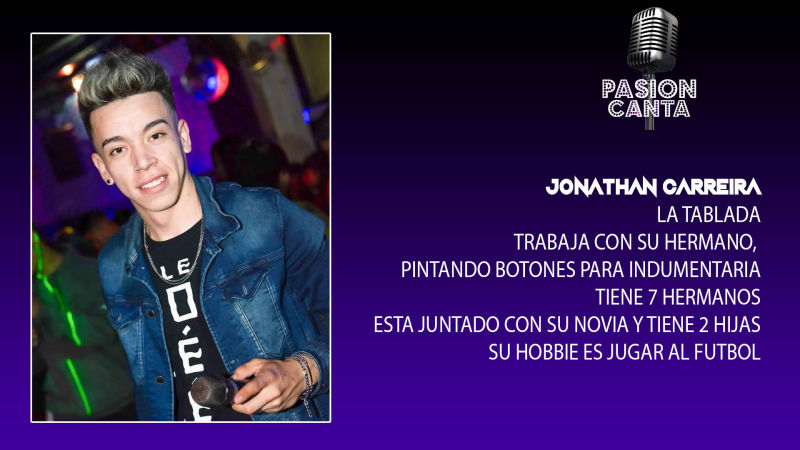 PASION
CANTA
JONATHAN CARREIRA
LA TABLADA
TRABAJA CON SU HERMANO,
PINTANDO BOTONES PARA INDUMENTARIA
TIENE 7 HERMANOS
ESTA JUNTADO CON SU NOVIA Y TIENE 2 HIJAS
SU HOBBIE ES JUGAR AL FUTBOL
LE